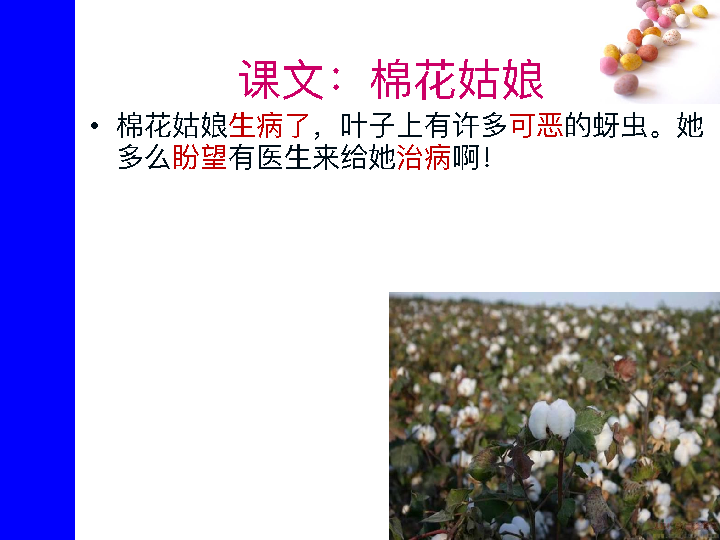 课文：棉花姑娘
• 棉花姑娘生病了，叶子上有许多可恶的蚜虫。她
多么盼望有医生来给她治病啊！